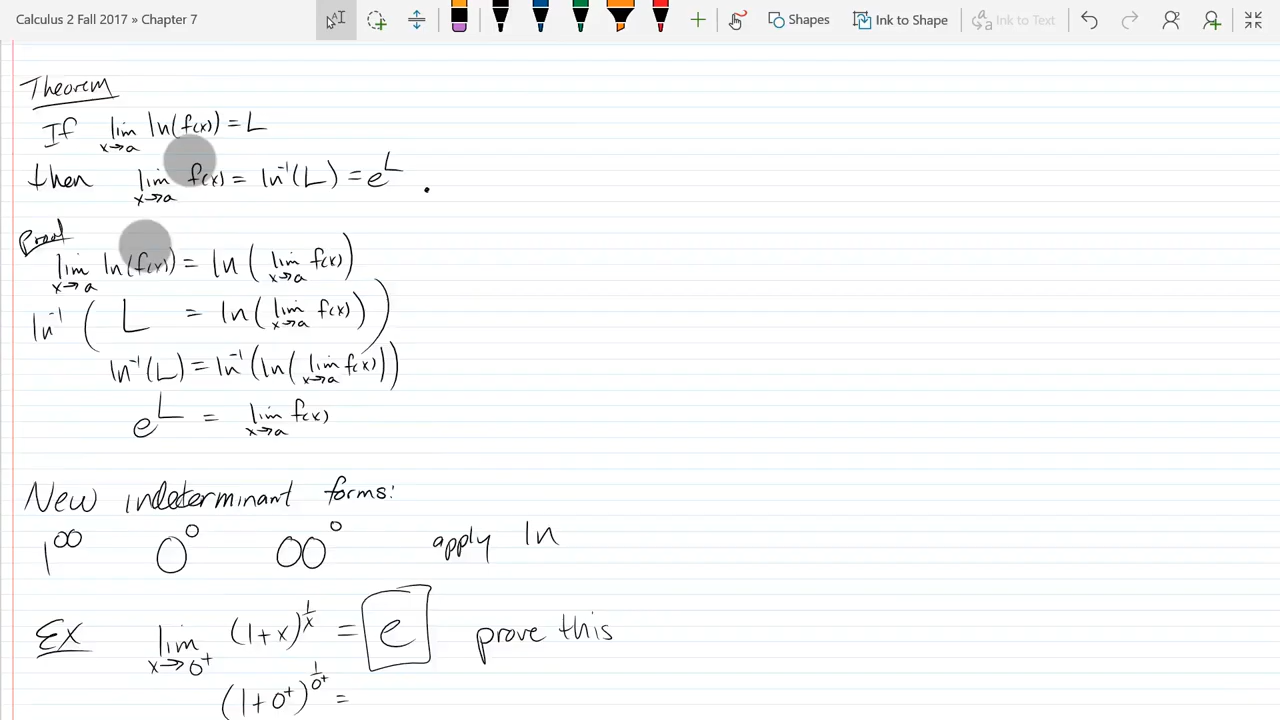 Calculus 2 Fall 2017 » Chapter 7
Shapes
Ink to Shape
Ink to Text
Theorem
If lim x→a ln(f(x)) = L
then lim x→a f(x) = ln⁻¹(L) = e^L .
Proof
lim x→a ln(f(x)) = ln( lim x→a f(x))
ln⁻¹( L = ln( lim x→a f(x)) )
ln⁻¹(L) = ln⁻¹(ln( lim x→a f(x)))
e^L = lim x→a f(x)
New indeterminant forms:
1^∞ 0^0 ∞^0 apply ln
EX lim x→0⁺ (1+x)^(1/x) = e prove this
(1+0⁺)^(1/0⁺) =